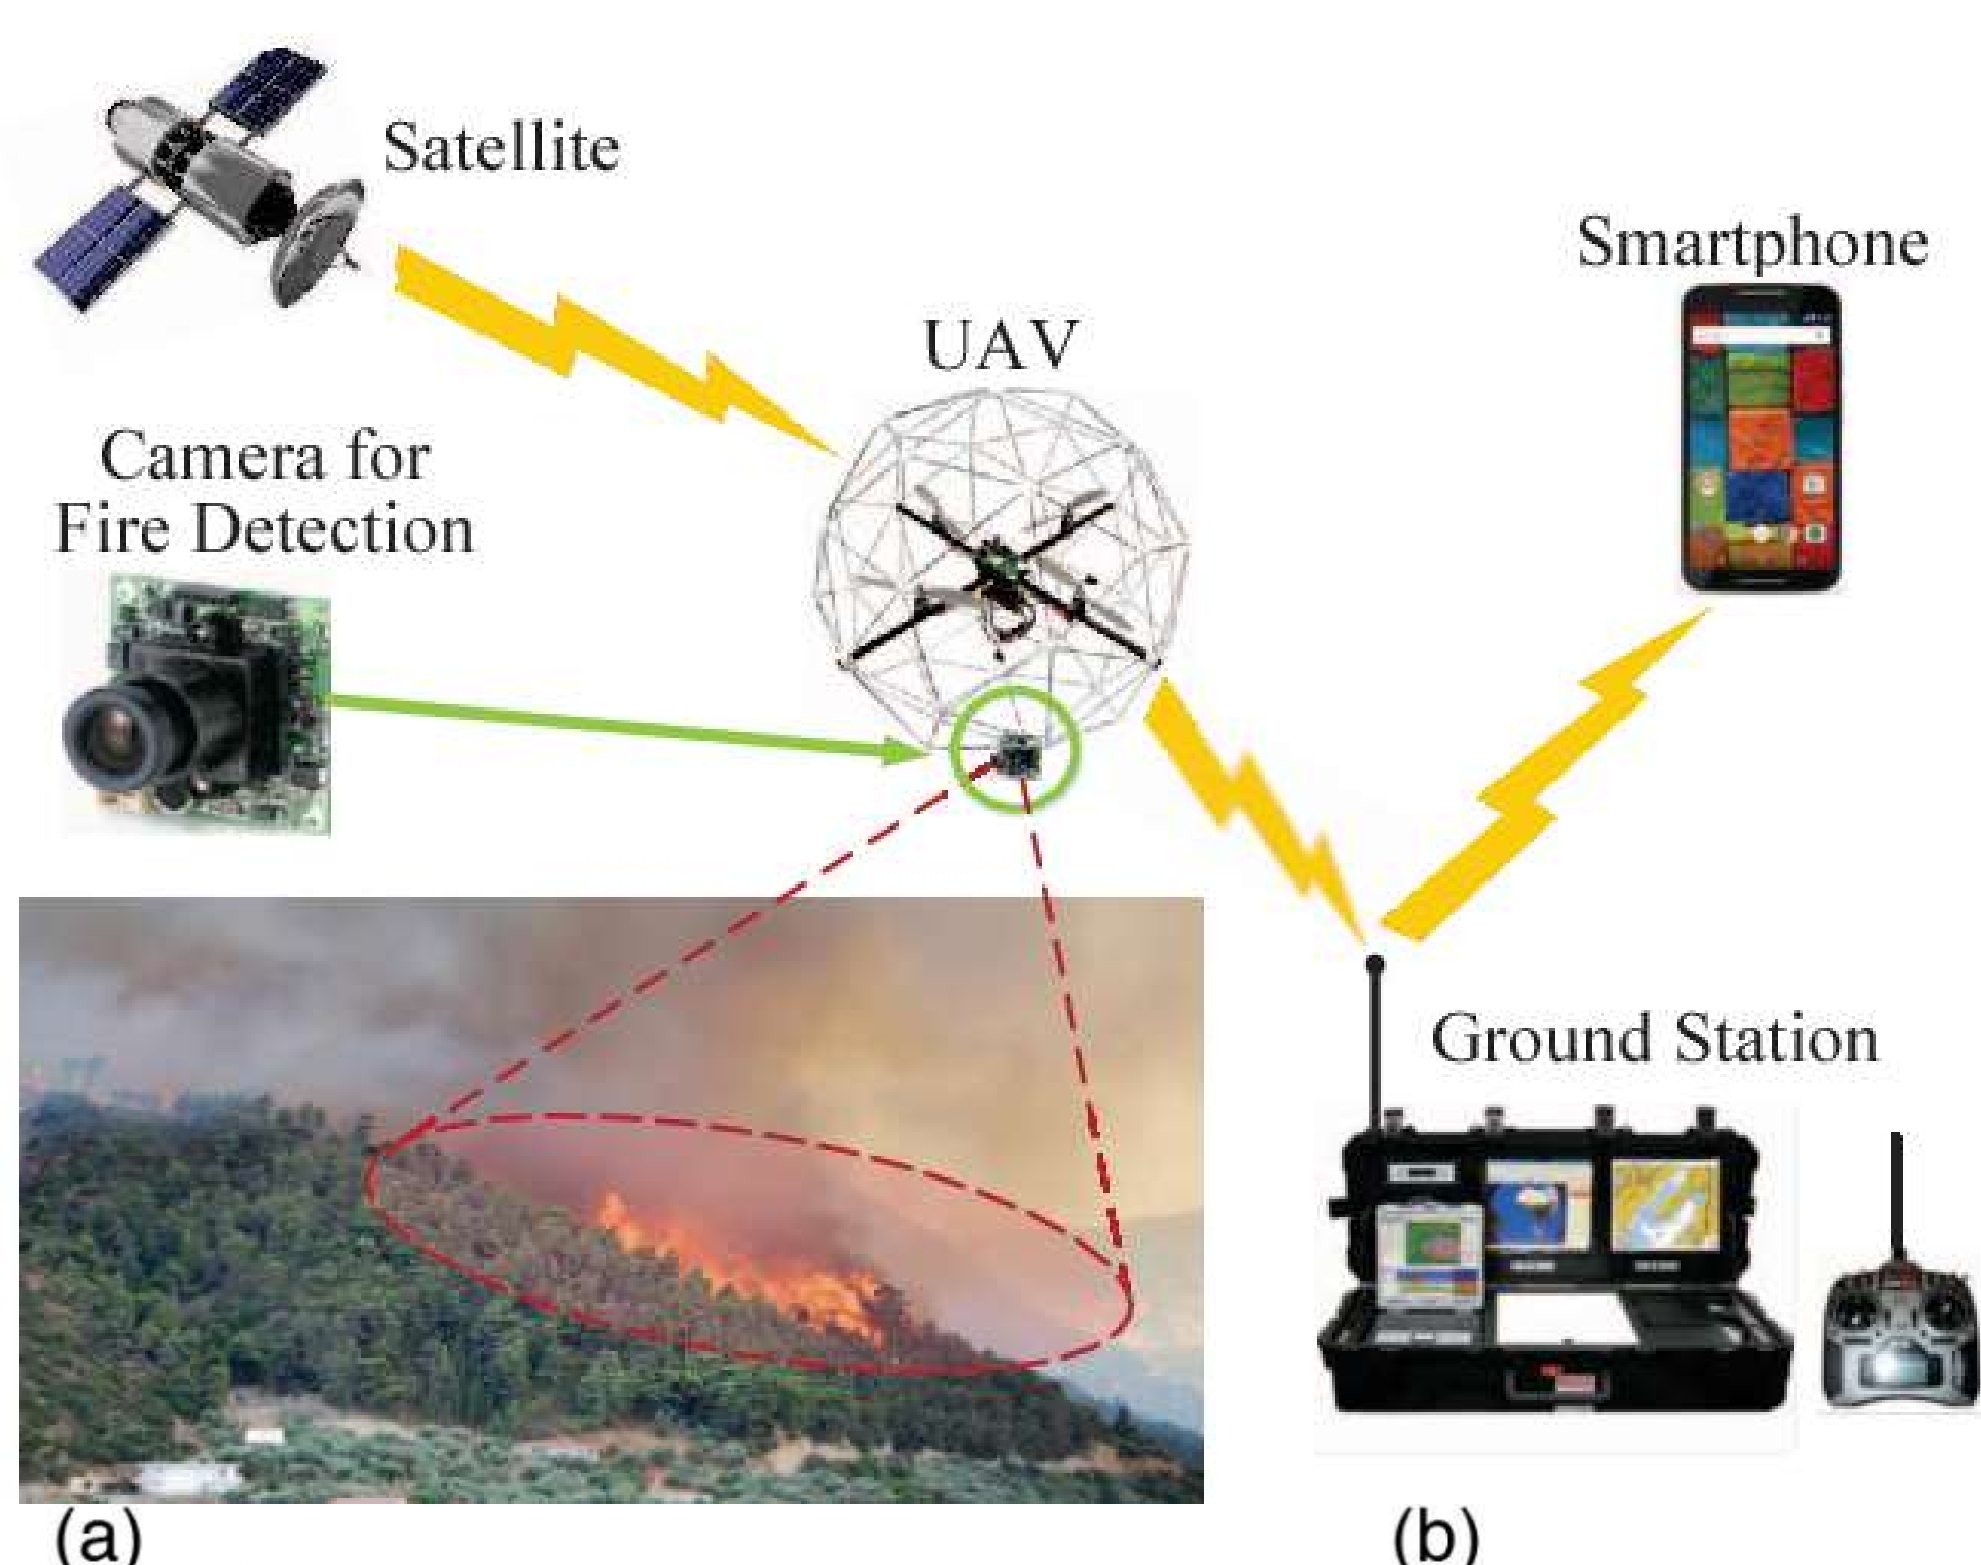 Satellite
Smartphone
UAV
Camera for
Fire Detection
Ground Station
(a)
(b)